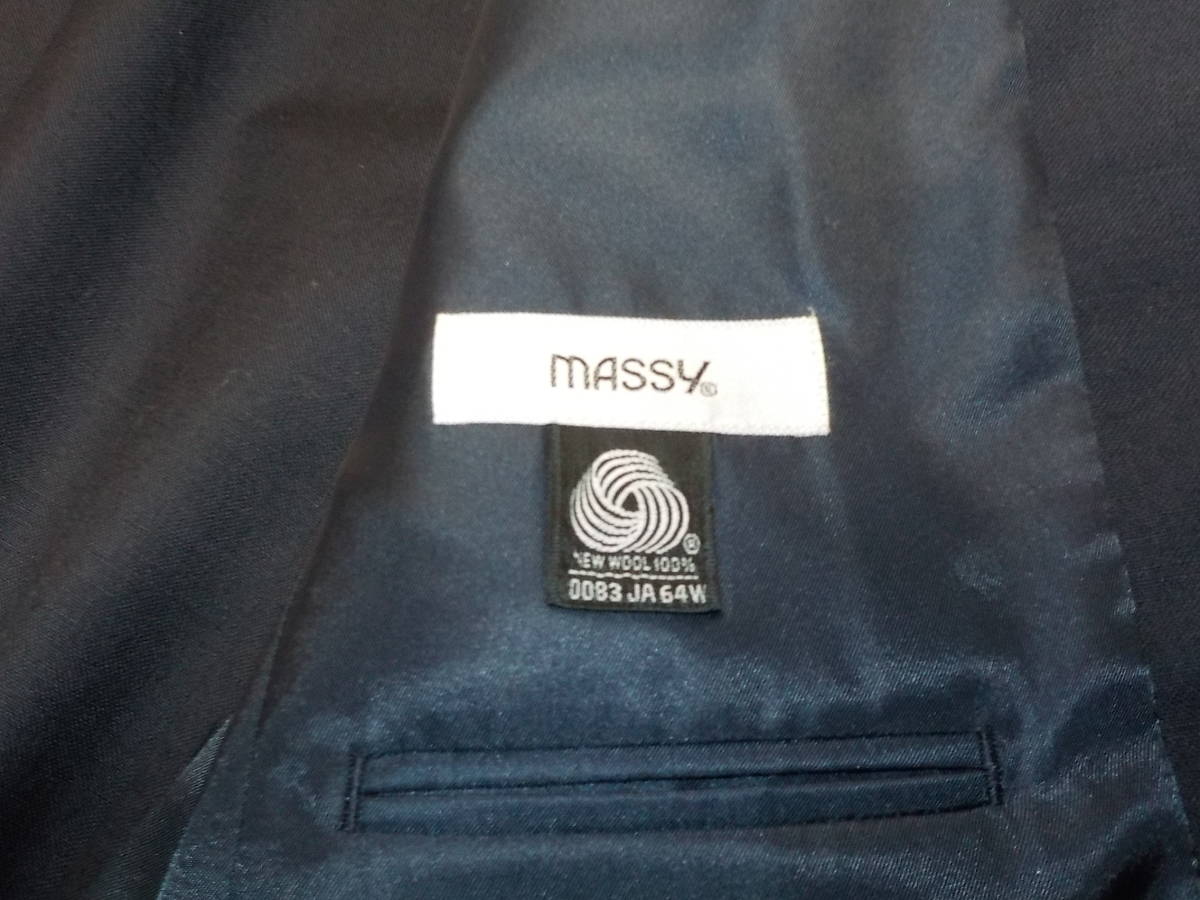 MASSY®
®
NEW WOOL 100%
0083 JA 64W